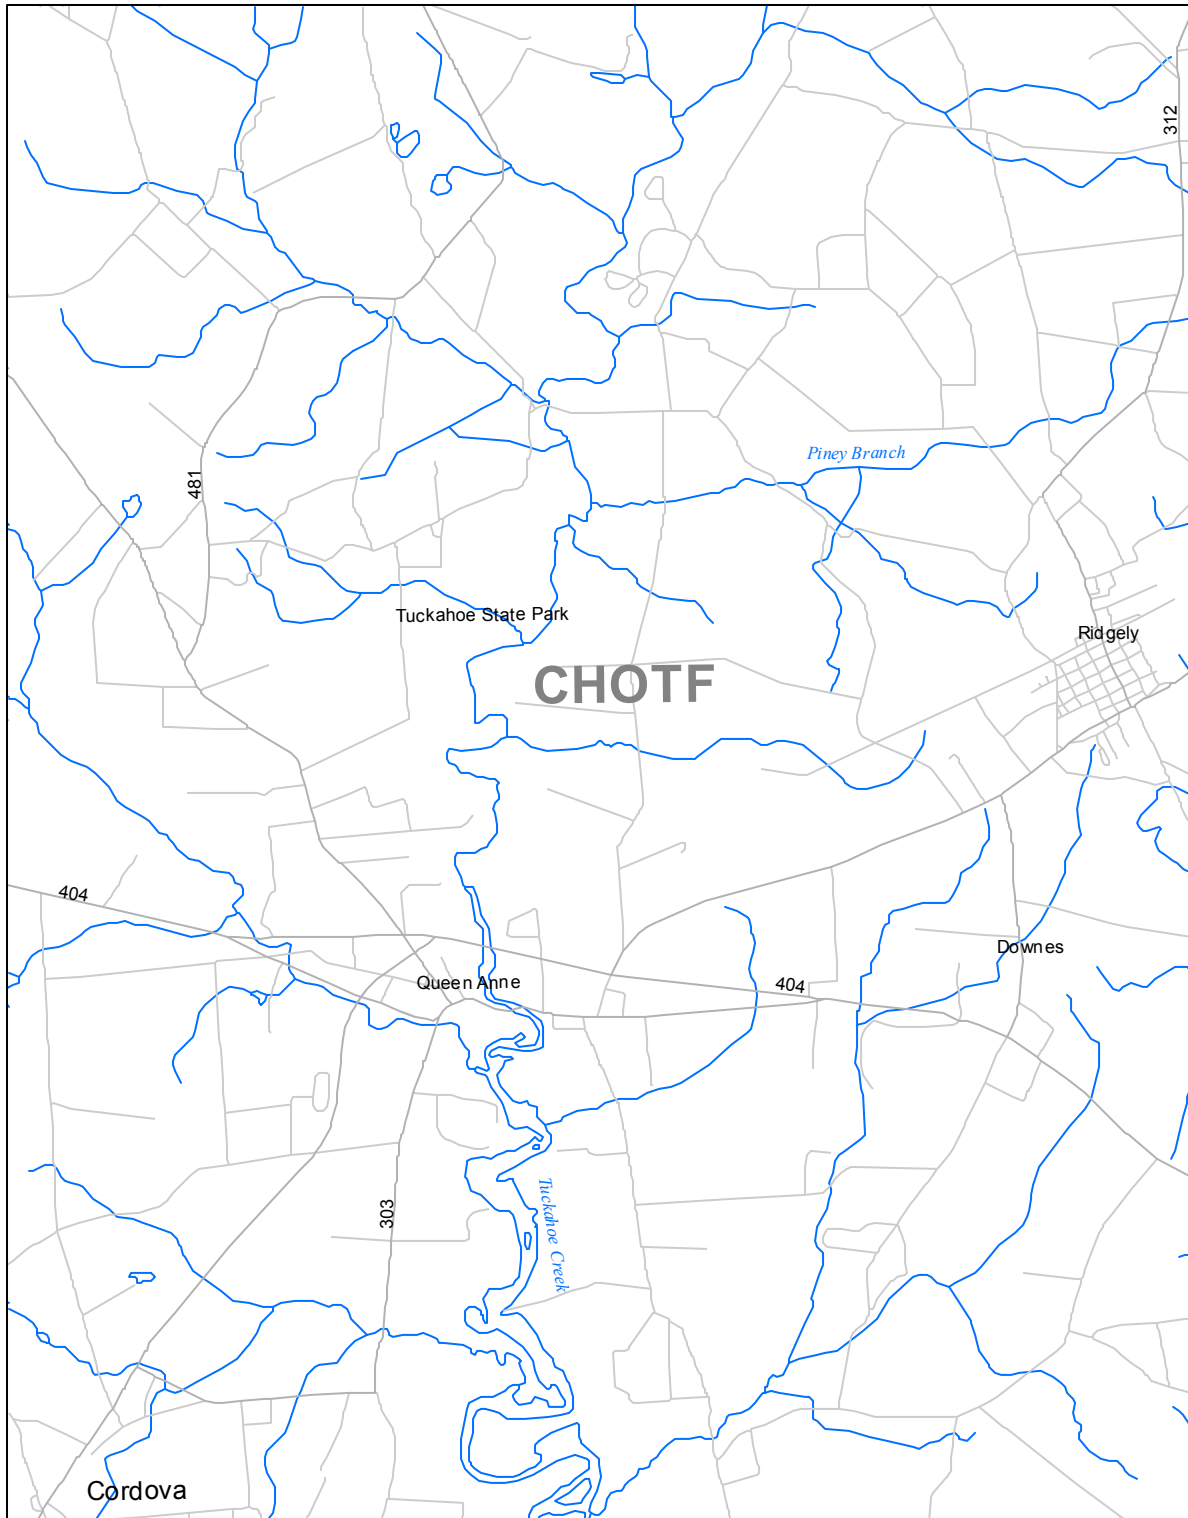 312
Piney Branch
481
Tuckahoe State Park
Ridgely
CHOTF
404
Downes
Queen Anne
404
Tuckahoe Creek
303
Cordova